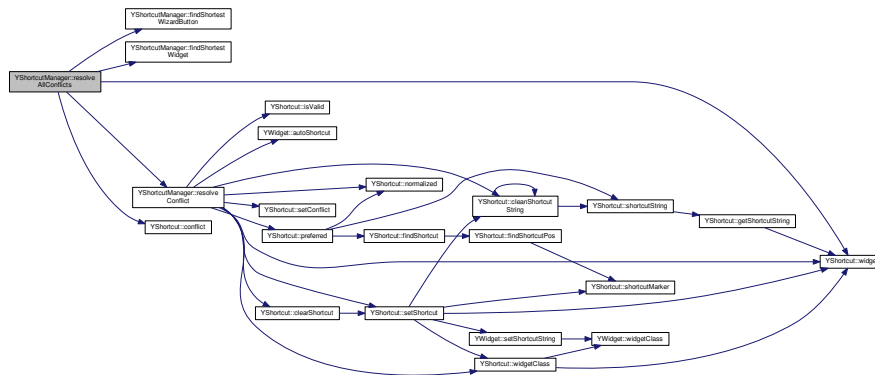 YShortcutManager::findShortest
WizardButton
YShortcutManager::findShortest
Widget
YShortcutManager::resolve
AllConflicts
YShortcut::isValid
YWidget::autoShortcut
YShortcutManager::resolve
Conflict
YShortcut::conflict
YShortcut::normalized
YShortcut::setConflict
YShortcut::preferred
YShortcut::findShortcut
YShortcut::cleanShortcut
String
YShortcut::shortcutString
YShortcut::getShortcutString
YShortcut::findShortcutPos
YShortcut::widget
YShortcut::shortcutMarker
YShortcut::clearShortcut
YShortcut::setShortcut
YWidget::setShortcutString
YWidget::widgetClass
YShortcut::widgetClass